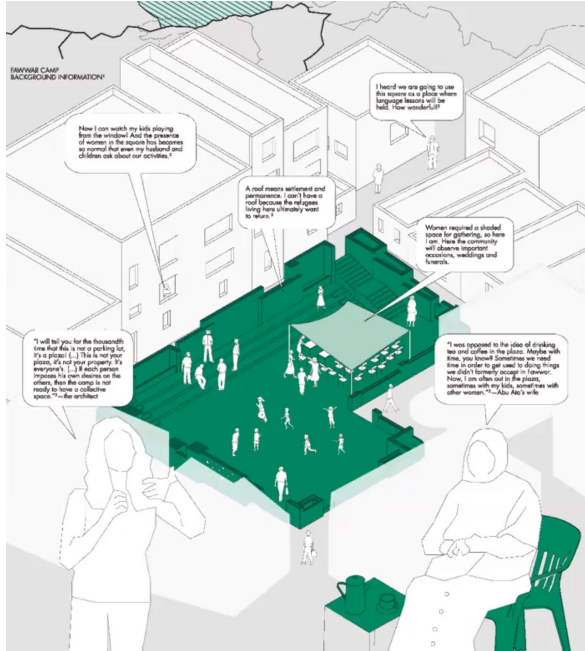 FAWWAR CAMP
BACKGROUND INFORMATION¹
I heard we are going to use
this square as a place where
language lessons will be
held. How wonderful!²
Now I can watch my kids playing
from the window! And the presence
of women in the square has becomes
so normal that even my husband and
children ask about our activities.²
A roof means settlement and
permanence. I can't have a
roof because the refugees
living here ultimately want
to return.²
Women required a shaded
space for gathering, so here
I am. Here the community
will observe important
occasions, weddings and
funerals.
"I will tell you for the thousandth
time that this is not a parking lot,
it's a plaza! (...) This is not your
plaza, it's not your property. It's
everyone's. (...) If each person
imposes his own desires on the
others, then the camp is not
ready to have a collective
space."²—the architect
"I was opposed to the idea of drinking
tea and coffee in the plaza. Maybe with
time, you know? Sometimes we need
time in order to get used to doing things
we didn't formerly accept in Fawwar.
Now, I am often out in the plaza,
sometimes with my kids, sometimes with
other women."²—Abu Ata's wife